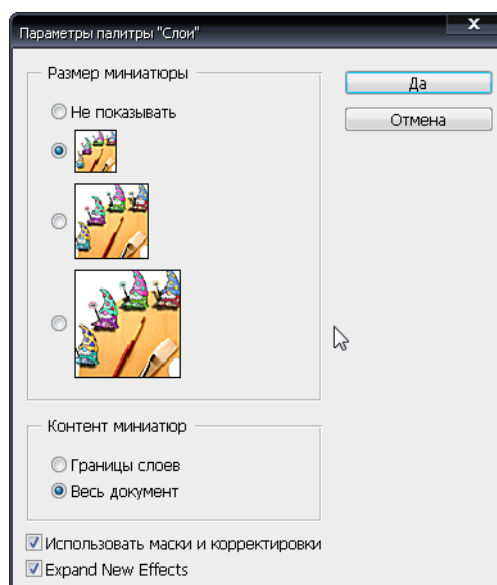 Параметры палитры "Слои"
Размер миниатюры
Да
Не показывать
Отмена
Контент миниатюр
Границы слоев
Весь документ
Использовать маски и корректировки
Expand New Effects